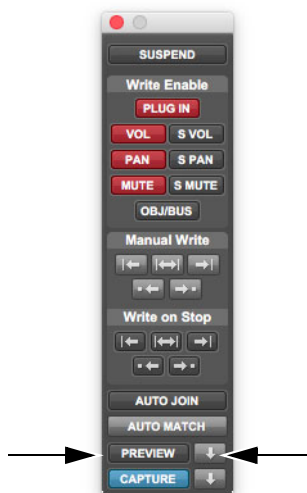 SUSPEND
Write Enable
PLUG IN
VOL S VOL
PAN S PAN
MUTE S MUTE
OBJ/BUS
Manual Write
Write on Stop
AUTO JOIN
AUTO MATCH
PREVIEW
CAPTURE